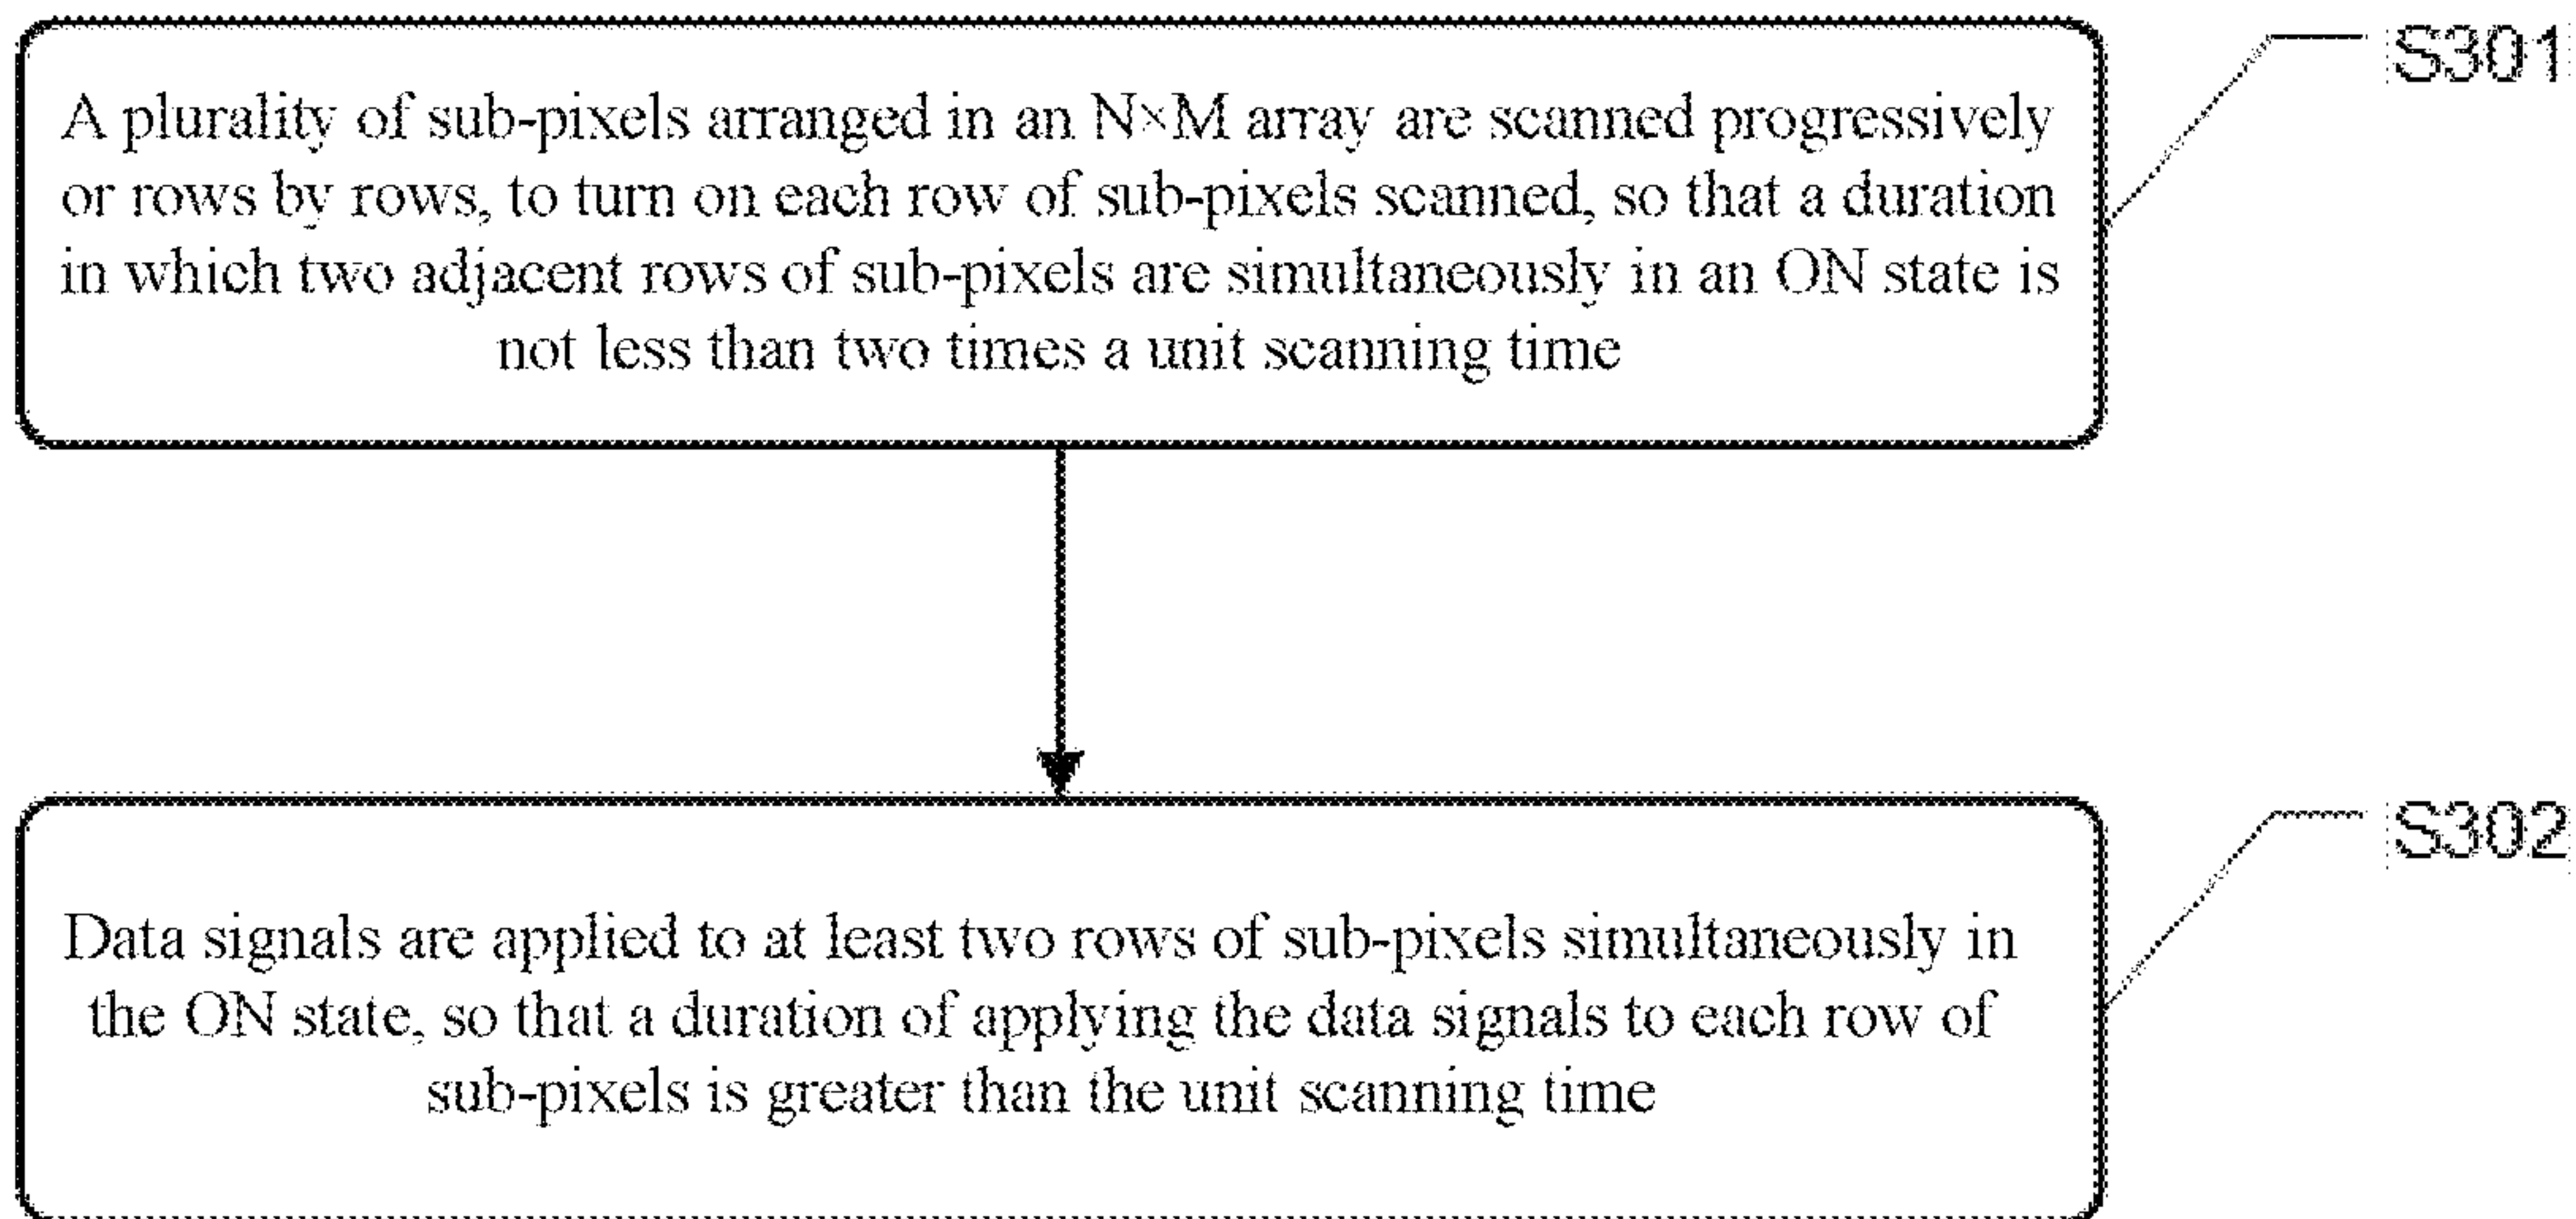 A plurality of sub-pixels arranged in an N×M array are scanned progressively
or rows by rows, to turn on each row of sub-pixels scanned, so that a duration
in which two adjacent rows of sub-pixels are simultaneously in an ON state is
not less than two times a unit scanning time
S301
Data signals are applied to at least two rows of sub-pixels simultaneously in
the ON state, so that a duration of applying the data signals to each row of
sub-pixels is greater than the unit scanning time
S302